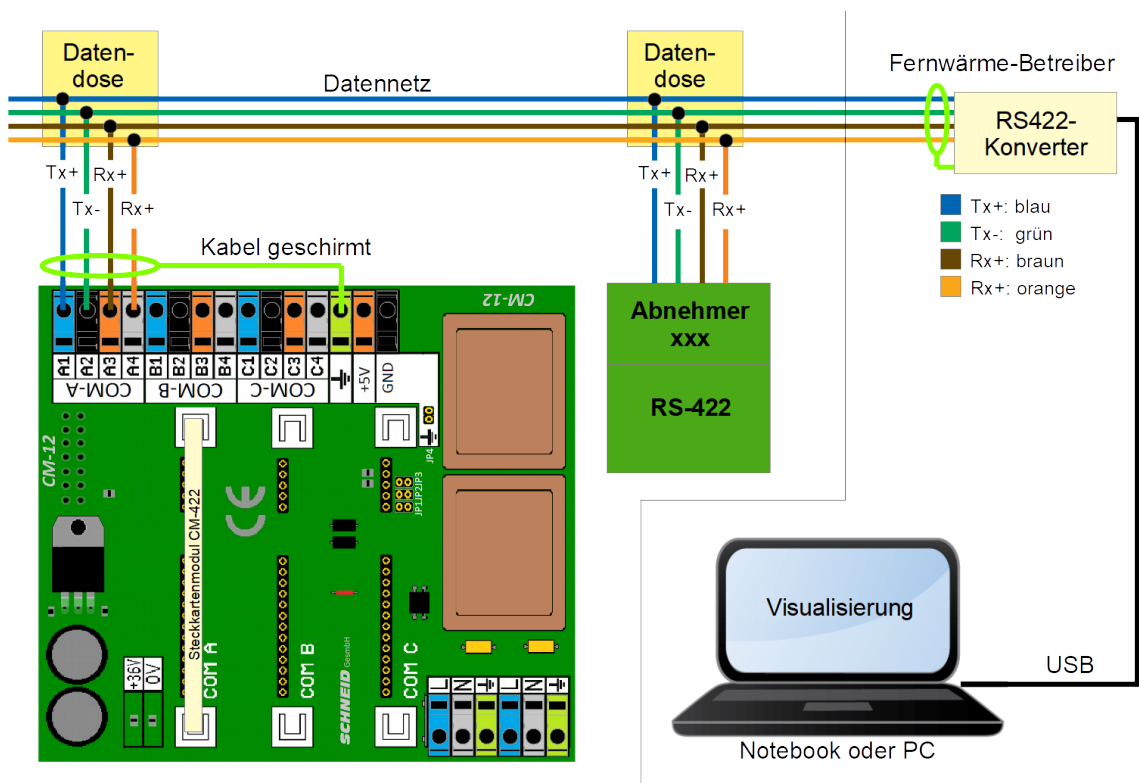 Daten-
dose
Datennetz
Daten-
dose
Fernwärme-Betreiber
RS422-
Konverter
Tx+
Rx+
Tx-
Rx+
Tx+
Rx+
Tx-
Rx+
Tx+: blau
Tx-: grün
Rx+: braun
Rx+: orange
Kabel geschirmt
CM-12
A1
A2
A3
A4
B1
B2
B3
B4
C1
C2
C3
C4
+5V
GND
COM-A
COM-B
COM-C
JP4
CM-12
JP1JP2JP3
Steckkartenmodul CM-422
COM A
COM B
COM C
SCHNEID GesmbH
+36V
0V
L
N
L
N
Abnehmer
xxx
RS-422
Visualisierung
USB
Notebook oder PC